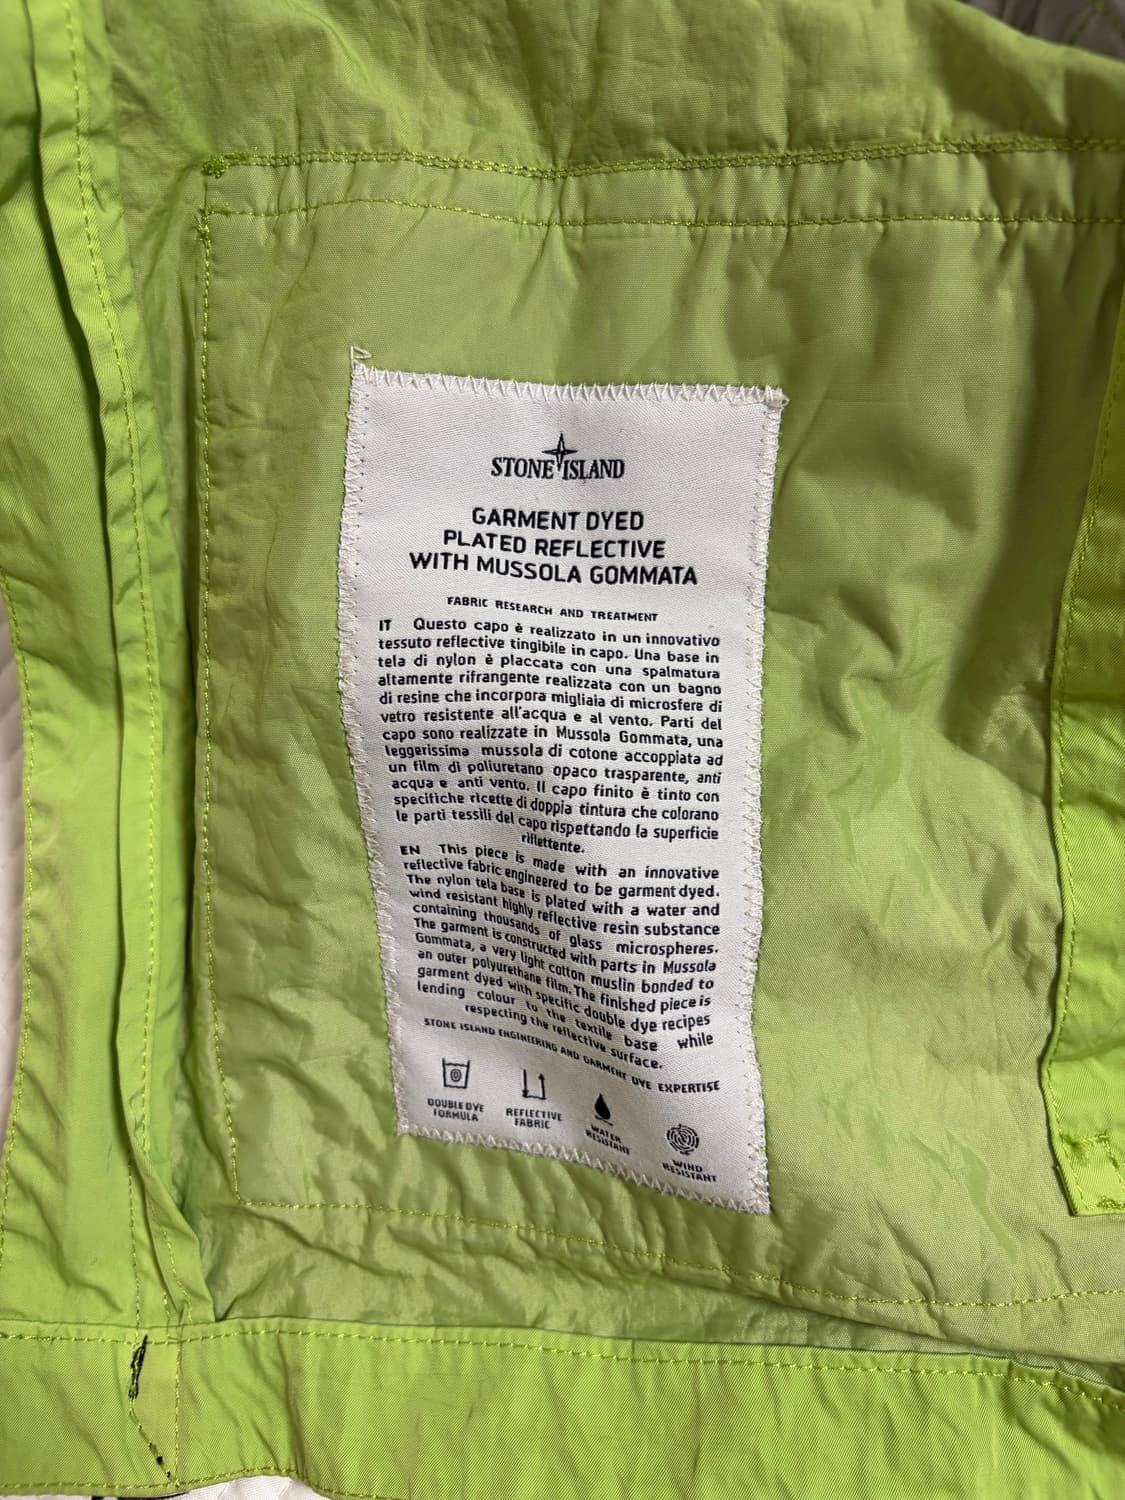 STONE ISLAND
GARMENT DYED
PLATED REFLECTIVE
WITH MUSSOLA GOMMATA
FABRIC RESEARCH AND TREATMENT
IT Questo capo è realizzato in un innovativo
tessuto reflective tingibile in capo. Una base in
tela di nylon è placcata con una spalmatura
altamente rifrangente realizzata con un bagno
di resine che incorpora migliaia di microsfere di
vetro resistente all'acqua e al vento. Parti del
capo sono realizzate in Mussola Gommata, una
leggerissima mussola di cotone accoppiata ad
un film di poliuretano opaco trasparente, anti
acqua e anti vento. Il capo finito è tinto con
specifiche ricette di doppia tintura che colorano
le parti tessili del capo rispettando la superficie
riflettente.
EN This piece is made with an innovative
reflective fabric engineered to be garment dyed.
The nylon tela base is plated with a water and
wind resistant highly reflective resin substance
containing thousands of glass microspheres.
The garment is constructed with parts in Mussola
Gommata, a very light cotton muslin bonded to
an outer polyurethane film. The finished piece is
garment dyed with specific double dye recipes
lending colour to the textile base while
respecting the reflective surface.
STONE ISLAND ENGINEERING AND GARMENT DYE EXPERTISE
DOUBLE DYE
FORMULA
REFLECTIVE
FABRIC
WATER
RESISTANT
WIND
RESISTANT